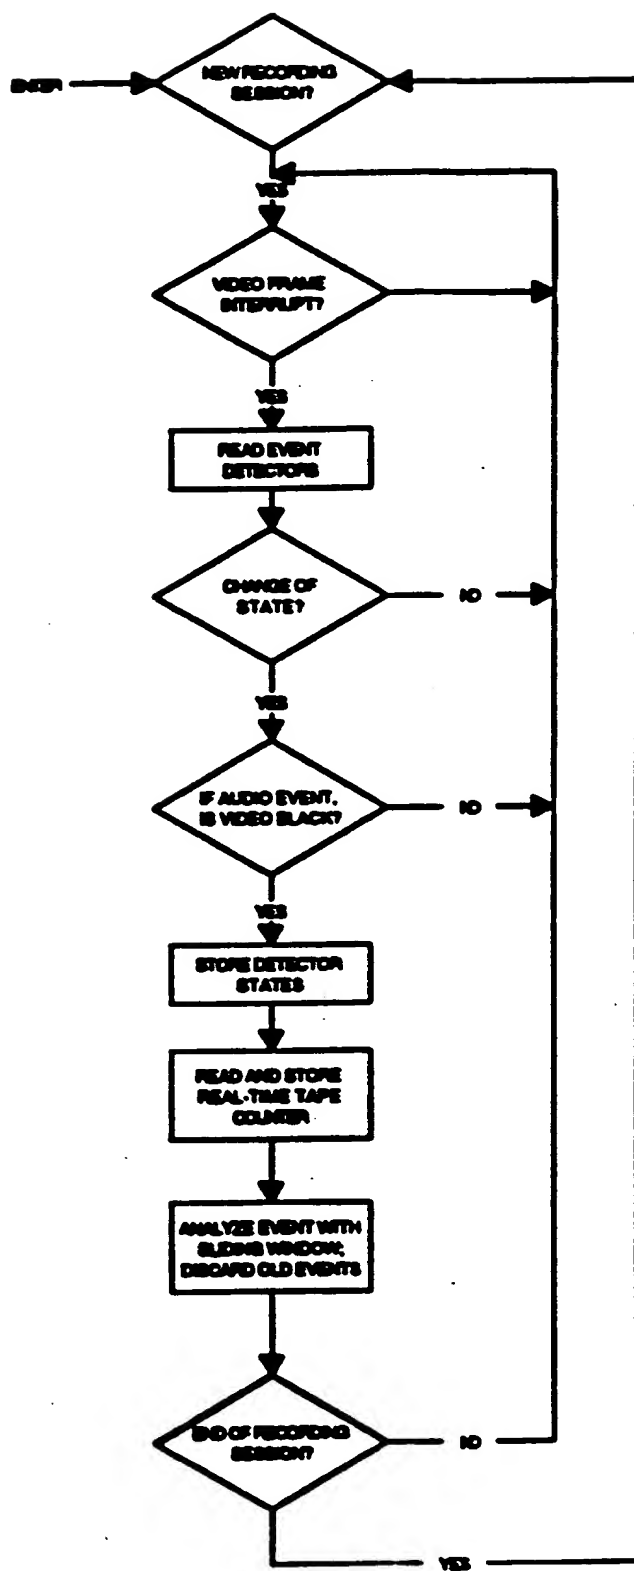 NEW RECORDING
SESSION?
ENTER
YES
VIDEO FRAME
INTERRUPT?
YES
READ EVENT
DETECTORS
CHANGE OF
STATE?
NO
YES
IF AUDIO EVENT,
IS VIDEO BLACK?
NO
YES
STORE DETECTOR
STATES
READ AND STORE
REAL-TIME TAPE
COUNTER
ANALYZE EVENT WITH
SLIDING WINDOW;
DISCARD OLD EVENTS
END OF RECORDING
SESSION?
NO
YES